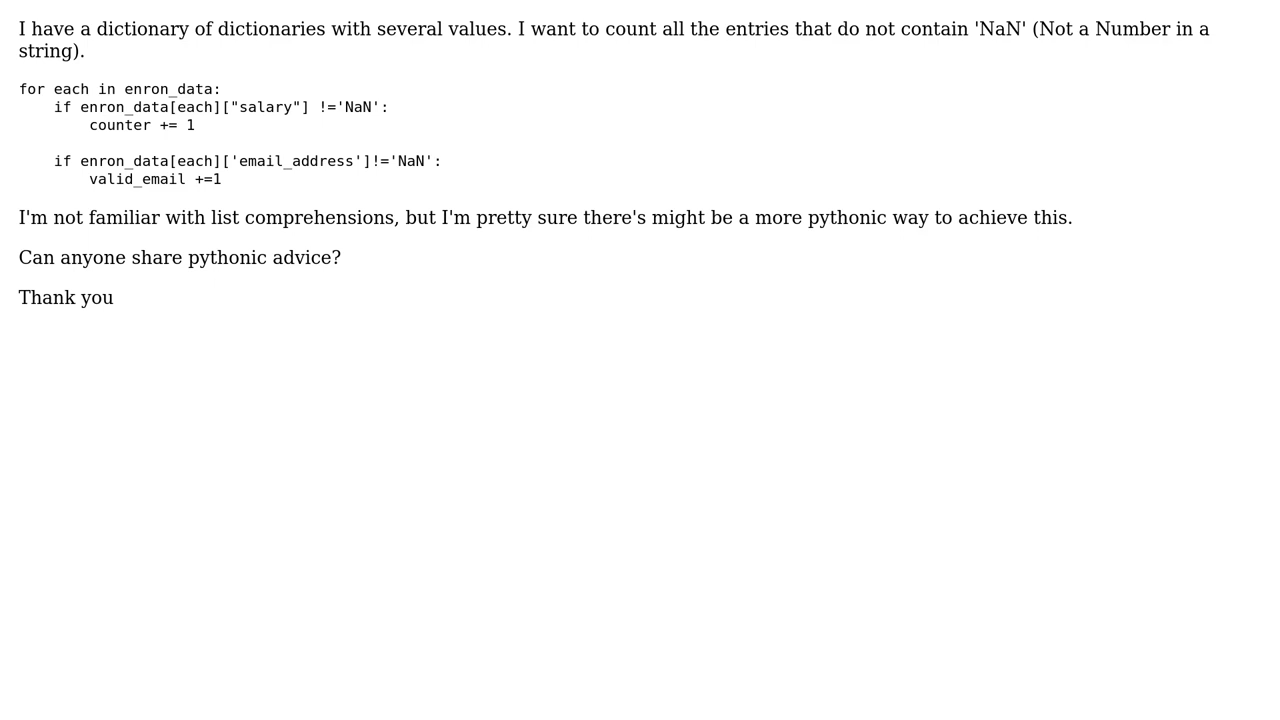 I have a dictionary of dictionaries with several values. I want to count all the entries that do not contain 'NaN' (Not a Number in a
string).
for each in enron_data:
    if enron_data[each]["salary"] !='NaN':
        counter += 1
    if enron_data[each]['email_address']!='NaN':
        valid_email +=1
I'm not familiar with list comprehensions, but I'm pretty sure there's might be a more pythonic way to achieve this.
Can anyone share pythonic advice?
Thank you